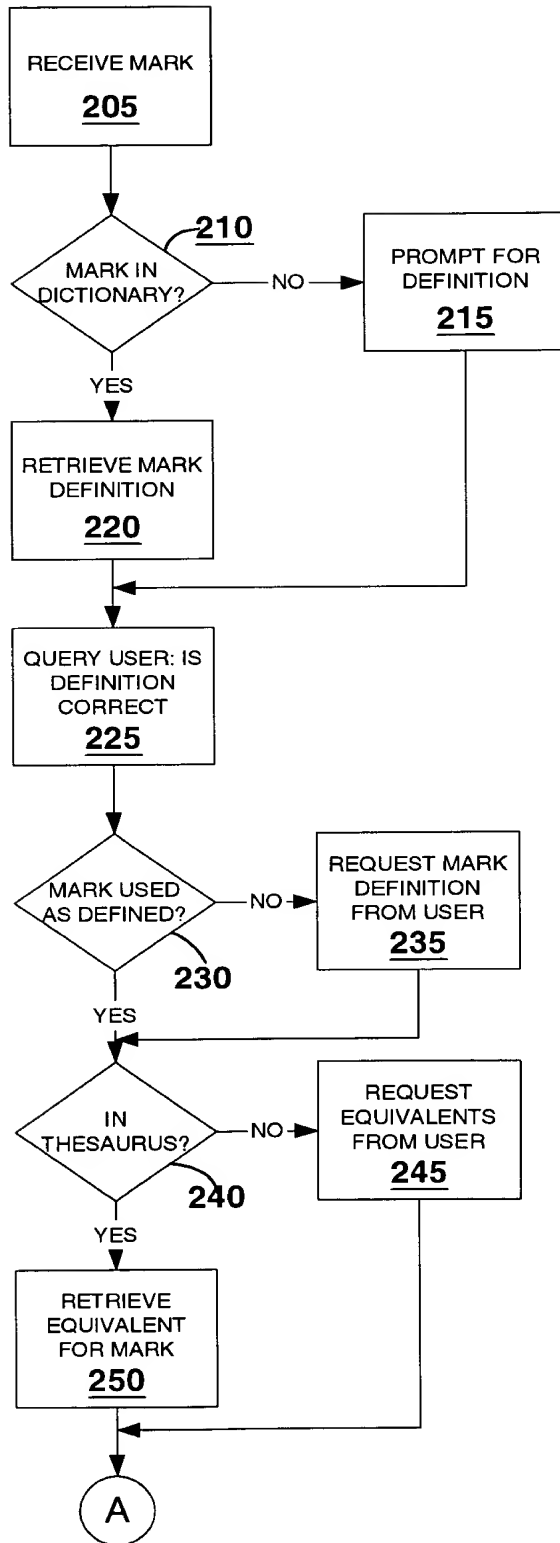 RECEIVE MARK
205
210
MARK IN
DICTIONARY?
NO
PROMPT FOR
DEFINITION
215
YES
RETRIEVE MARK
DEFINITION
220
QUERY USER: IS
DEFINITION
CORRECT
225
MARK USED
AS DEFINED?
230
NO
REQUEST MARK
DEFINITION
FROM USER
235
YES
IN
THESAURUS?
240
NO
REQUEST
EQUIVALENTS
FROM USER
245
YES
RETRIEVE
EQUIVALENT
FOR MARK
250
A